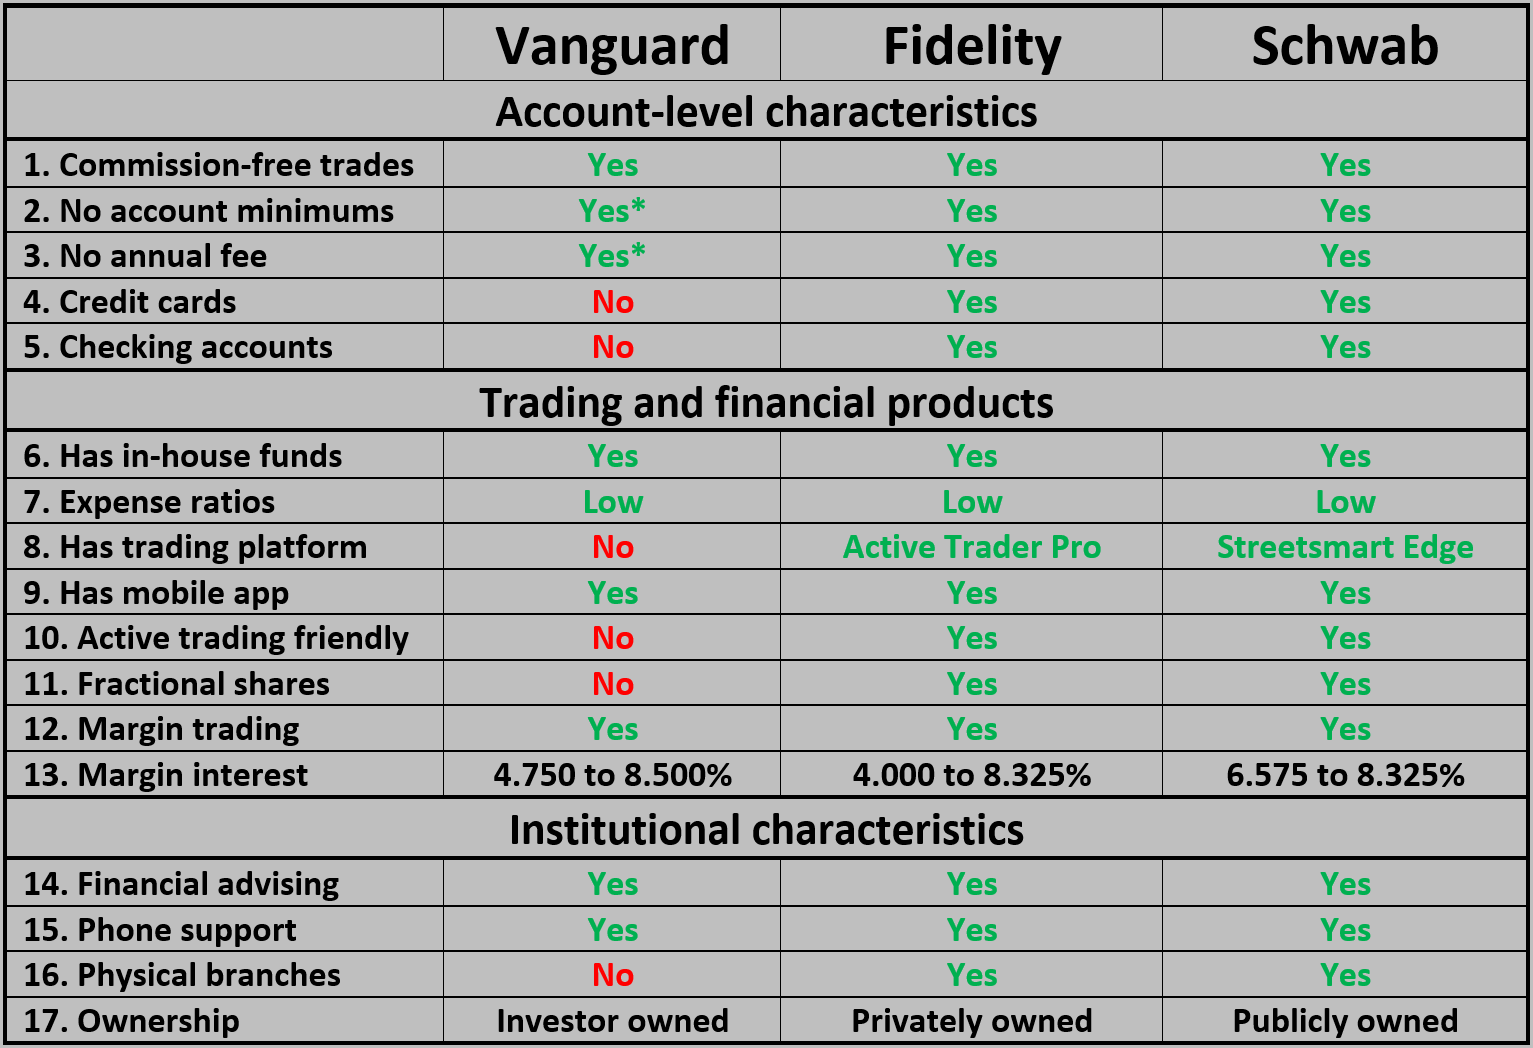 Vanguard Fidelity Schwab
Account-level characteristics
1. Commission-free trades Yes Yes Yes
2. No account minimums Yes* Yes Yes
3. No annual fee Yes* Yes Yes
4. Credit cards No Yes Yes
5. Checking accounts No Yes Yes
Trading and financial products
6. Has in-house funds Yes Yes Yes
7. Expense ratios Low Low Low
8. Has trading platform No Active Trader Pro Streetsmart Edge
9. Has mobile app Yes Yes Yes
10. Active trading friendly No Yes Yes
11. Fractional shares No Yes Yes
12. Margin trading Yes Yes Yes
13. Margin interest 4.750 to 8.500% 4.000 to 8.325% 6.575 to 8.325%
Institutional characteristics
14. Financial advising Yes Yes Yes
15. Phone support Yes Yes Yes
16. Physical branches No Yes Yes
17. Ownership Investor owned Privately owned Publicly owned